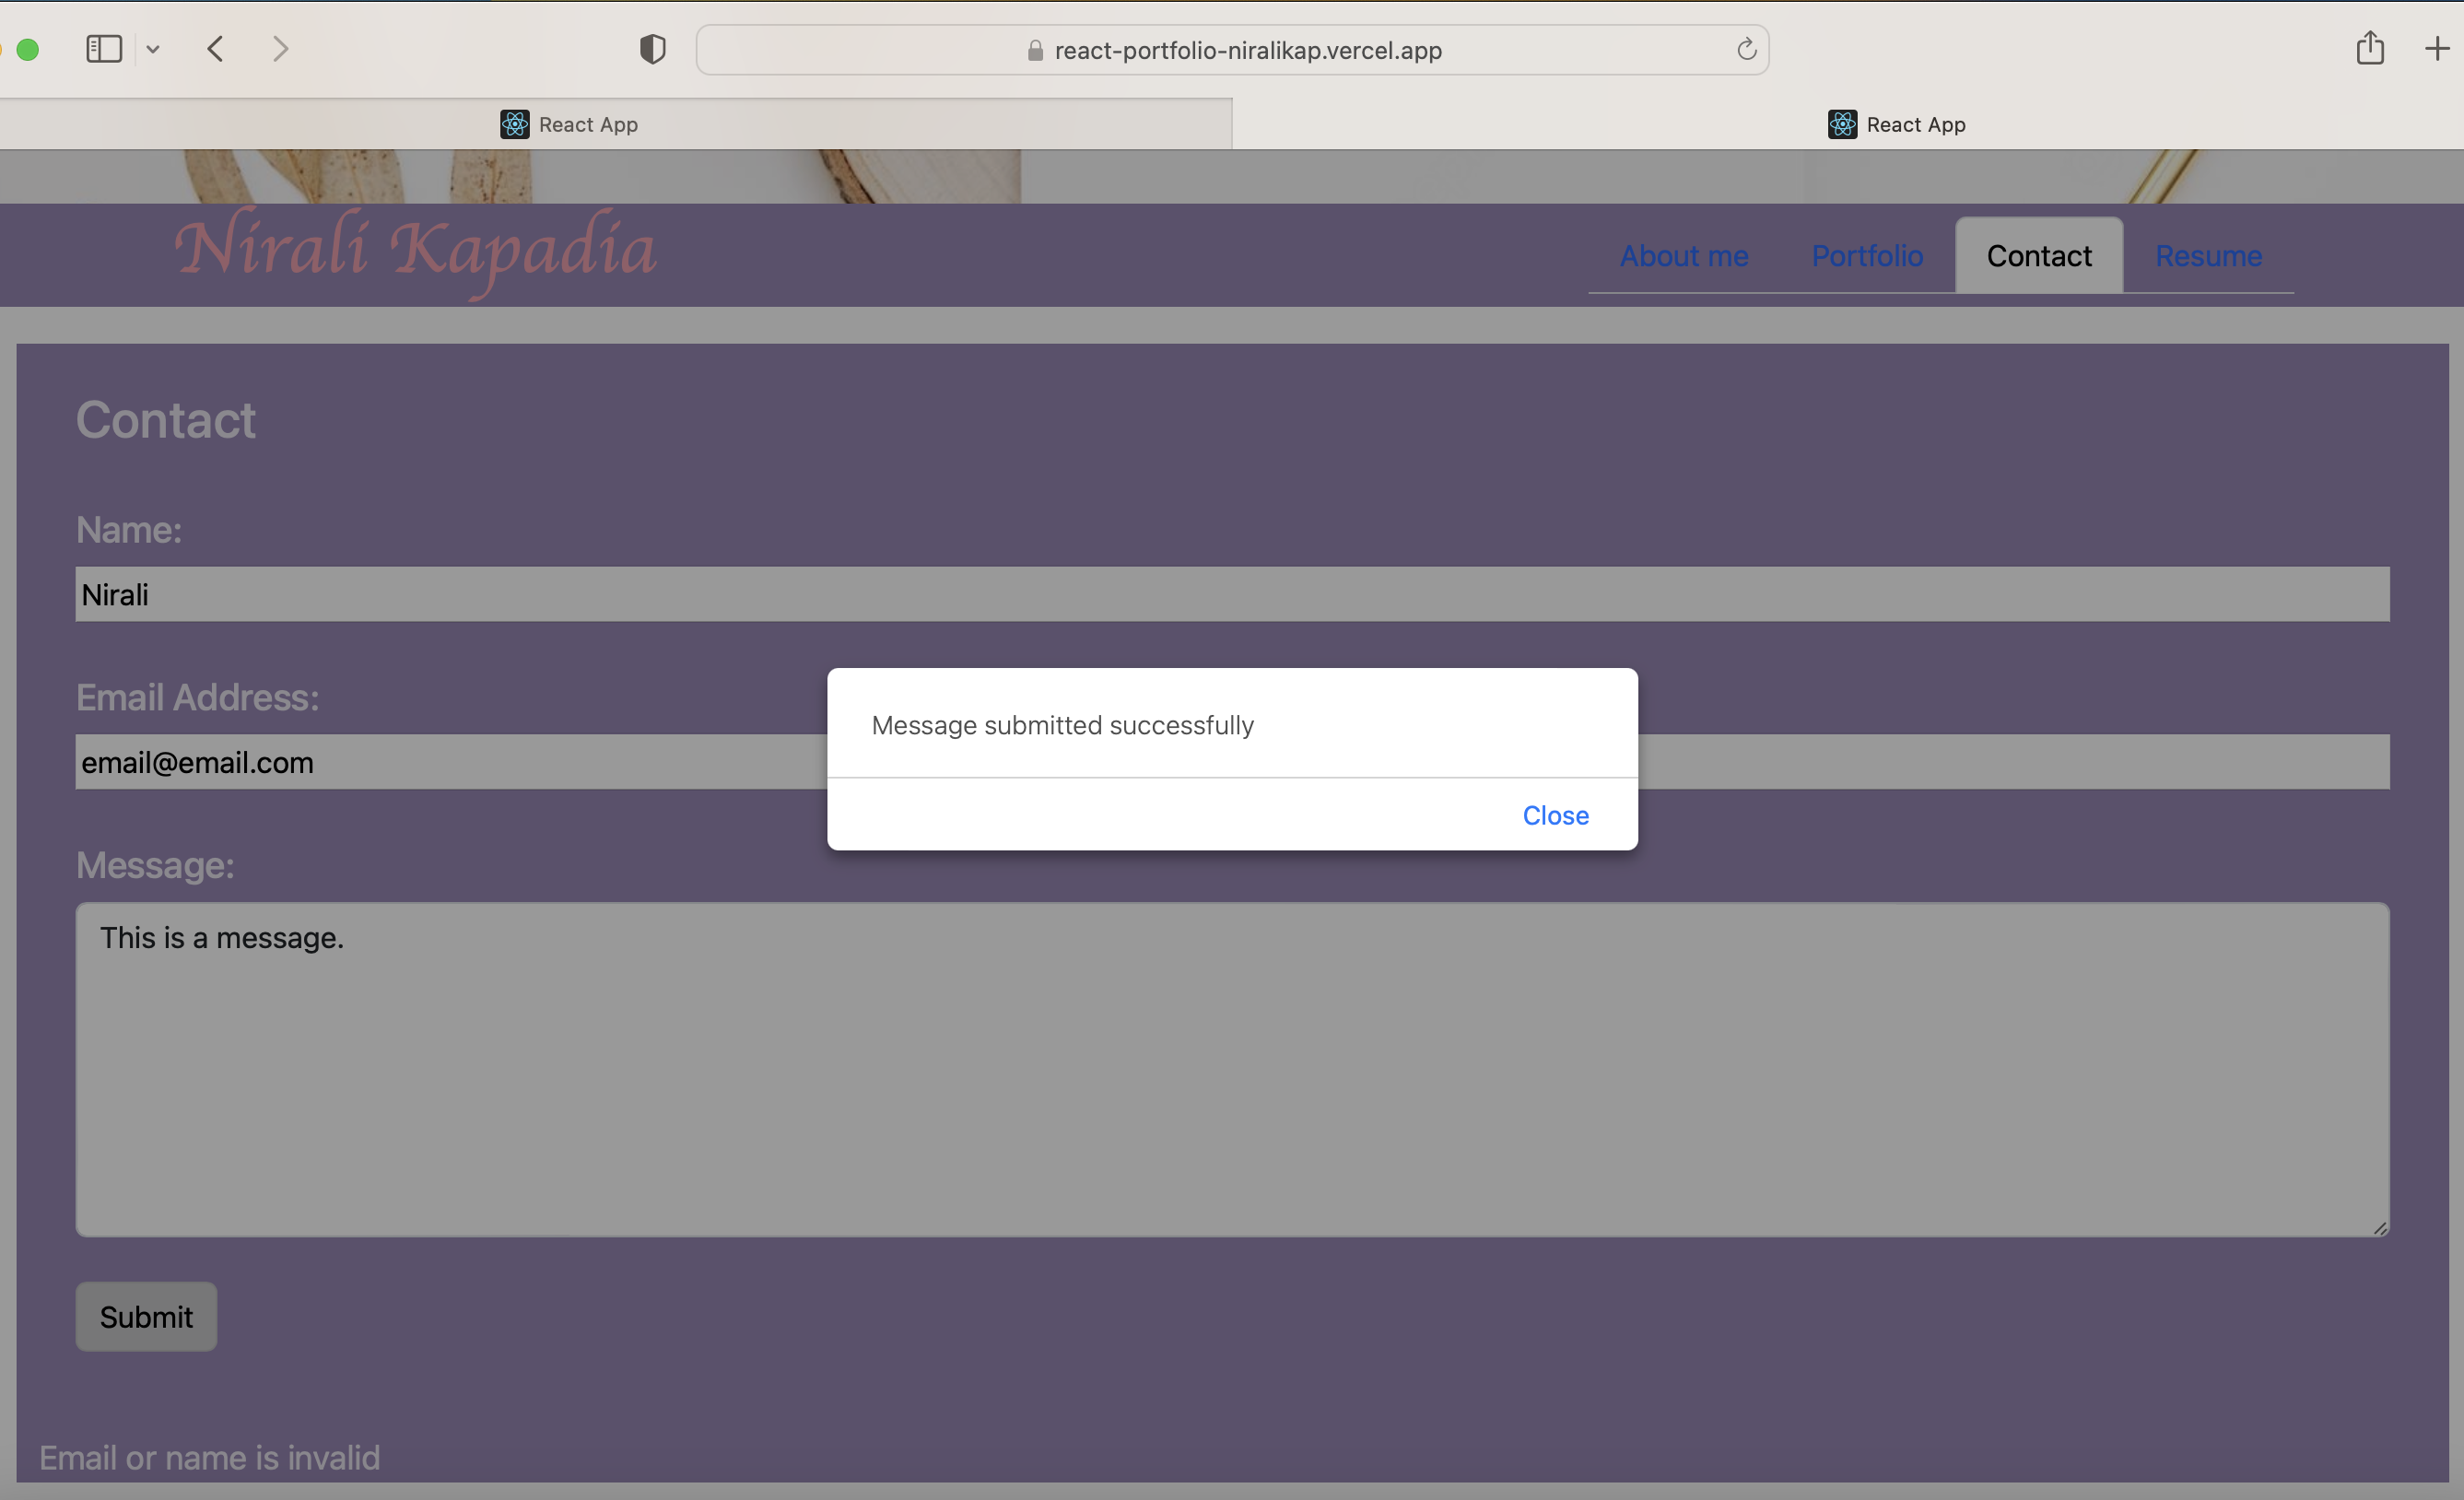 react-portfolio-niralikap.vercel.app
React App
React App
Nirali Kapadia
About me
Portfolio
Contact
Resume
Contact
Name:
Nirali
Email Address:
email@email.com
Message submitted successfully
Close
Message:
This is a message.
Submit
Email or name is invalid